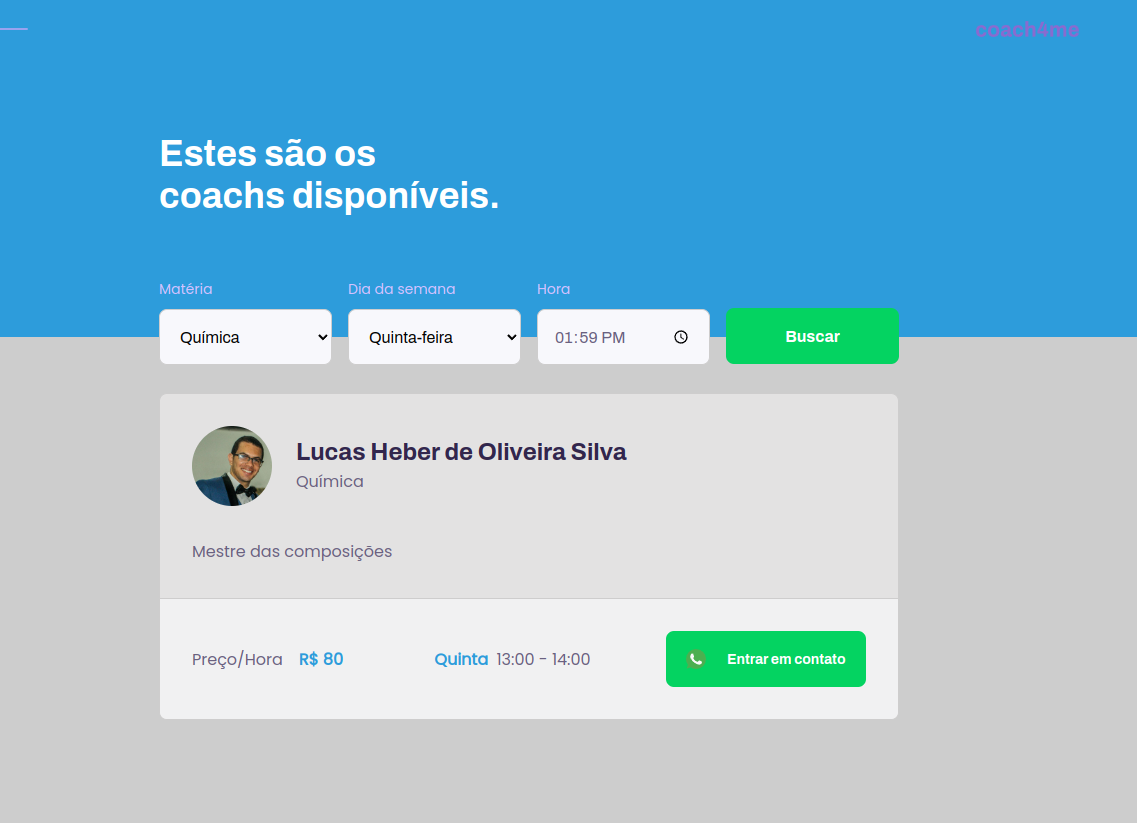 coach4me
Estes são os
coachs disponíveis.
Matéria
Dia da semana
Hora
Química
Quinta-feira
01:59 PM
Buscar
Lucas Heber de Oliveira Silva
Química
Mestre das composições
Preço/Hora R$ 80
Quinta 13:00 - 14:00
Entrar em contato